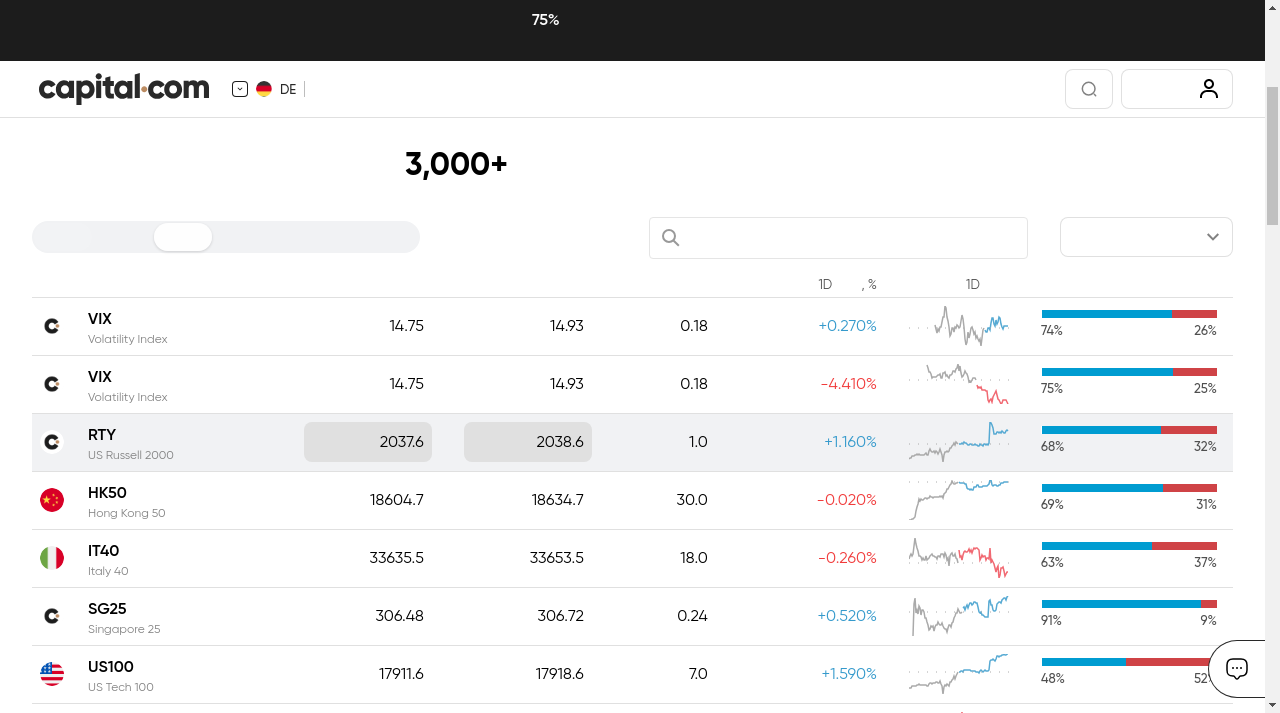 75%
capital.com DE
3,000+
1D , % 1D
VIX 14.75 14.93 0.18 +0.270%
Volatility Index 74% 26%
VIX 14.75 14.93 0.18 -4.410%
Volatility Index 75% 25%
RTY 2037.6 2038.6 1.0 +1.160%
US Russell 2000 68% 32%
HK50 18604.7 18634.7 30.0 -0.020%
Hong Kong 50 69% 31%
IT40 33635.5 33653.5 18.0 -0.260%
Italy 40 63% 37%
SG25 306.48 306.72 0.24 +0.520%
Singapore 25 91% 9%
US100 17911.6 17918.6 7.0 +1.590%
US Tech 100 48%